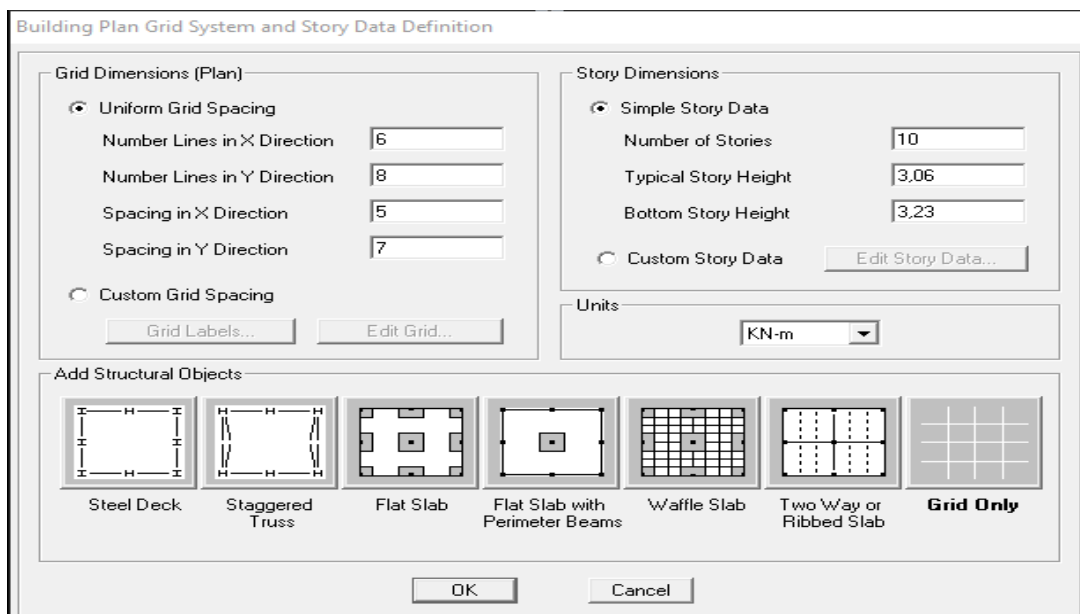 Building Plan Grid System and Story Data Definition
Grid Dimensions (Plan)
Uniform Grid Spacing
Number Lines in X Direction 6
Number Lines in Y Direction 8
Spacing in X Direction 5
Spacing in Y Direction 7
Custom Grid Spacing
Grid Labels... Edit Grid...
Story Dimensions
Simple Story Data
Number of Stories 10
Typical Story Height 3,06
Bottom Story Height 3,23
Custom Story Data Edit Story Data...
Units
KN-m
Add Structural Objects
Steel Deck
Staggered
Truss
Flat Slab
Flat Slab with
Perimeter Beams
Waffle Slab
Two Way or
Ribbed Slab
Grid Only
OK Cancel